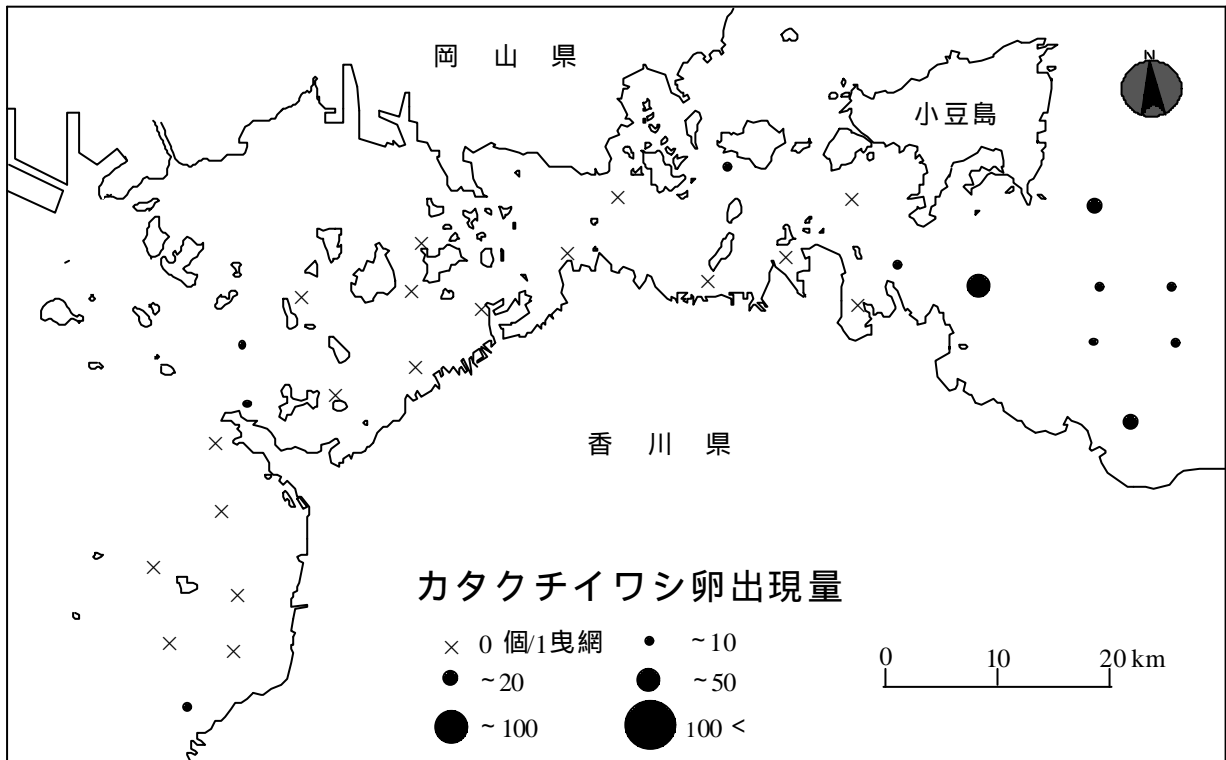 岡 山 県
N
小豆島
香 川 県
カタクチイワシ卵出現量
× 0 個/1曳網
~10
~20
~50
~100
100 <
0 10 20 km